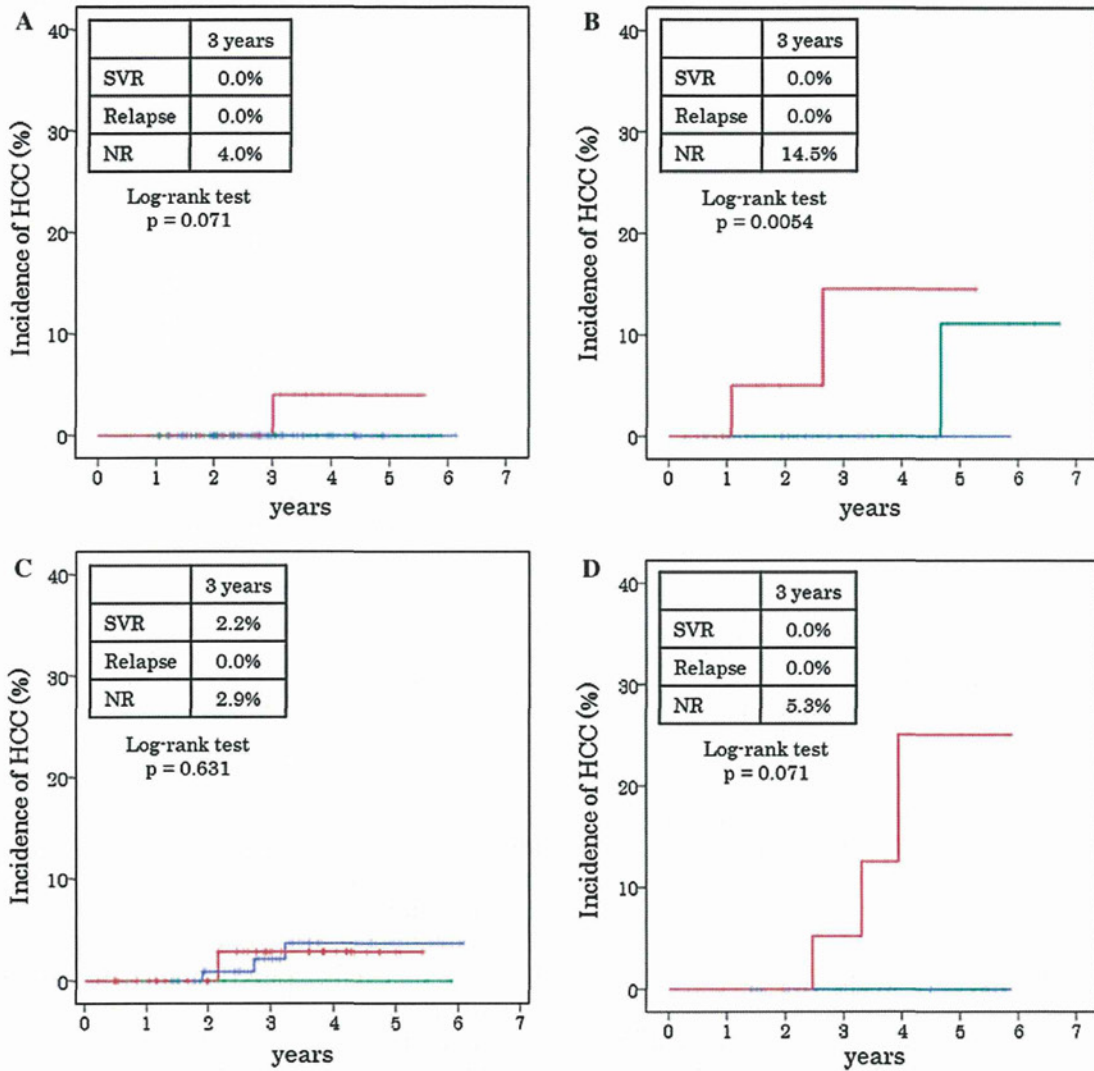 A
40
30
20
10
0
Incidence of HCC (%)
3 years
SVR 0.0%
Relapse 0.0%
NR 4.0%
Log-rank test
p = 0.071
0 1 2 3 4 5 6 7
years
B
40
30
20
10
0
Incidence of HCC (%)
3 years
SVR 0.0%
Relapse 0.0%
NR 14.5%
Log-rank test
p = 0.0054
0 1 2 3 4 5 6 7
years
C
40
30
20
10
0
Incidence of HCC (%)
3 years
SVR 2.2%
Relapse 0.0%
NR 2.9%
Log-rank test
p = 0.631
0 1 2 3 4 5 6 7
years
D
40
30
20
10
0
Incidence of HCC (%)
3 years
SVR 0.0%
Relapse 0.0%
NR 5.3%
Log-rank test
p = 0.071
0 1 2 3 4 5 6 7
years